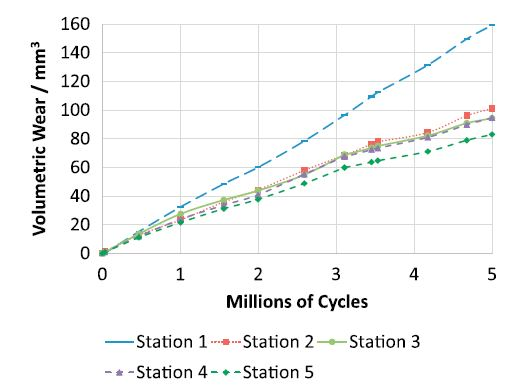 Volumetric Wear / mm³
160
140
120
100
80
60
40
20
0
0 1 2 3 4 5
Millions of Cycles
Station 1 Station 2 Station 3
Station 4 Station 5